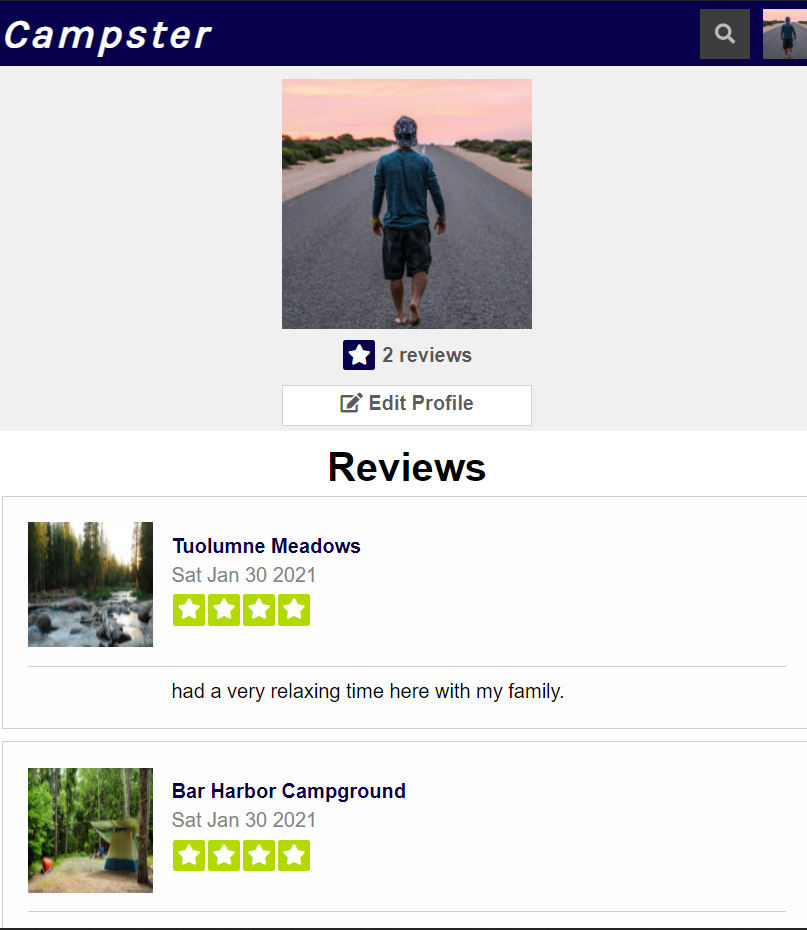 Campster
2 reviews
Edit Profile
Reviews
Tuolumne Meadows
Sat Jan 30 2021
had a very relaxing time here with my family.
Bar Harbor Campground
Sat Jan 30 2021